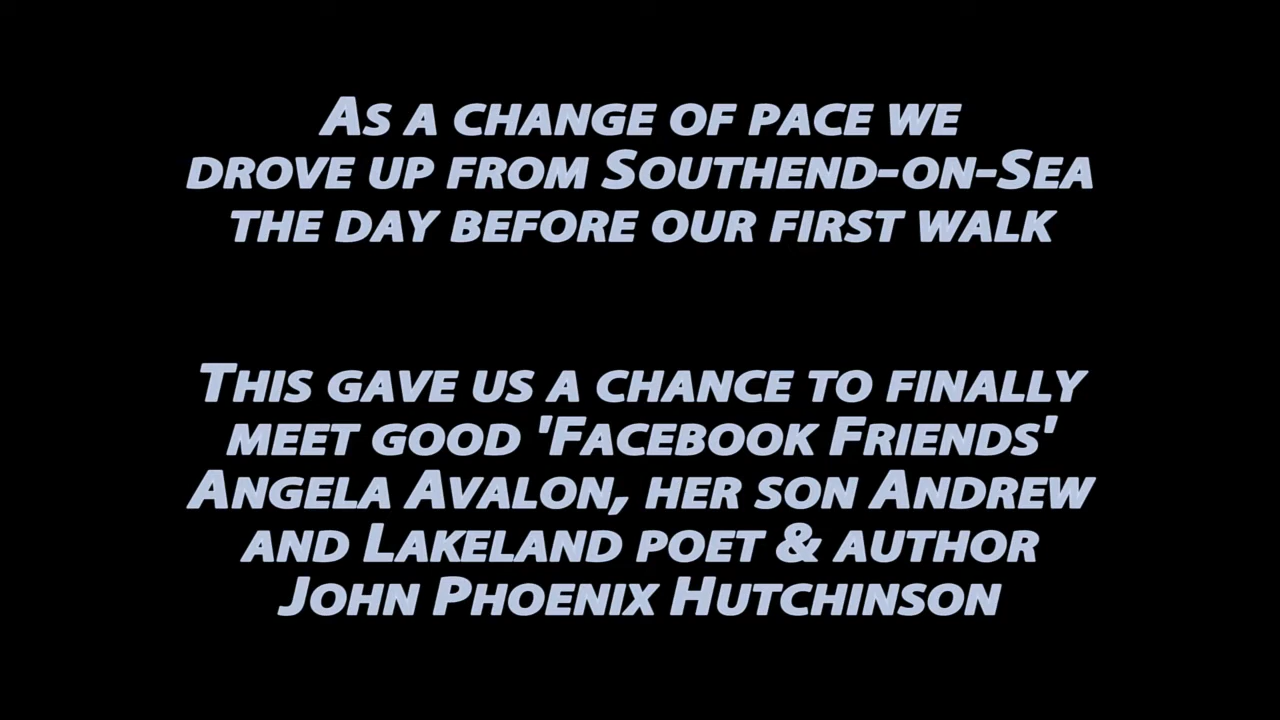 As a change of pace we
drove up from Southend-on-Sea
the day before our first walk
This gave us a chance to finally
meet good 'Facebook Friends'
Angela Avalon, her son Andrew
and Lakeland poet & author
John Phoenix Hutchinson